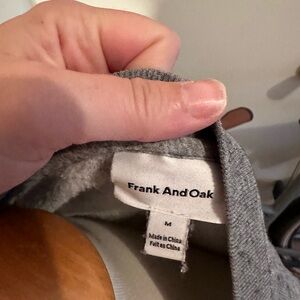 Frank And Oak
M
Made in China
Fait en Chine